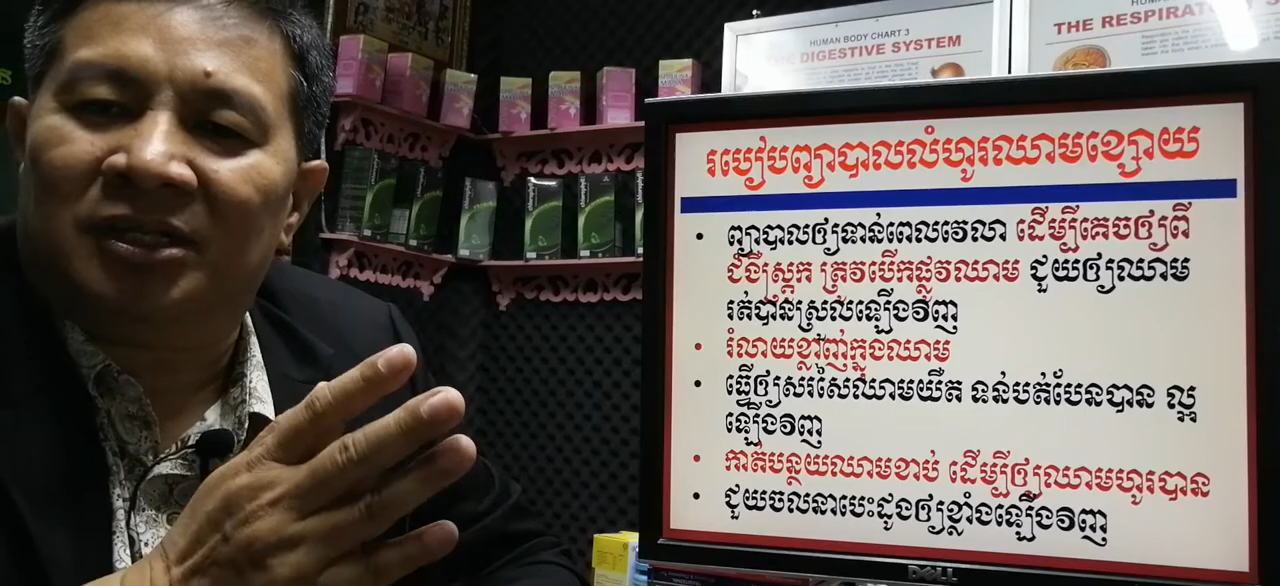 HUMAN BODY CHART 3
DIGESTIVE SYSTEM
THE RESPIRAT
របៀបព្យាបាលលំហូរឈាមខ្សោយ
• ព្យាបាលឲ្យទាន់ពេលវេលា ដើម្បីគេចឲ្យពី
ជំងឺស្ត្រូក ត្រូវបើកផ្លូវឈាម ជួយឲ្យឈាម
រត់បានស្រួលឡើងវិញ
• រំលាយខ្លាញ់ក្នុងឈាម
• ធ្វើឲ្យសរសៃឈាមយឺត ទន់បត់បែនបាន ល្អ
ឡើងវិញ
• កាត់បន្ថយឈាមខាប់ ដើម្បីឲ្យឈាមហូរបាន
• ជួយចលនាបេះដូងឲ្យខ្លាំងឡើងវិញ
DELL